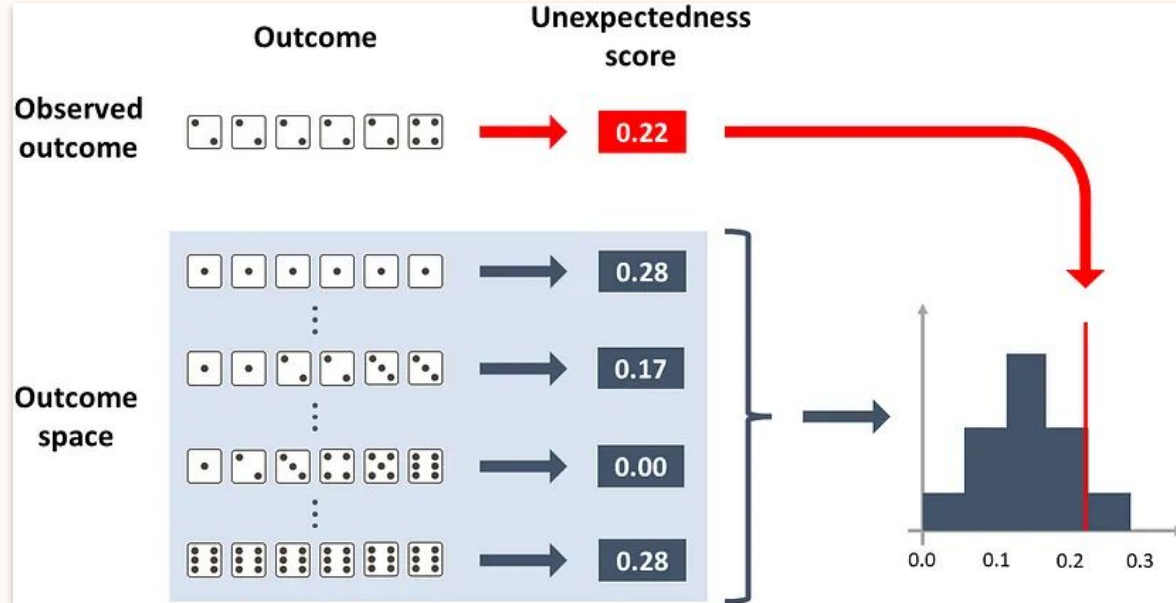 Outcome
Unexpectedness
score
Observed
outcome
0.22
0.28
0.17
Outcome
space
0.00
0.28
0.0 0.1 0.2 0.3